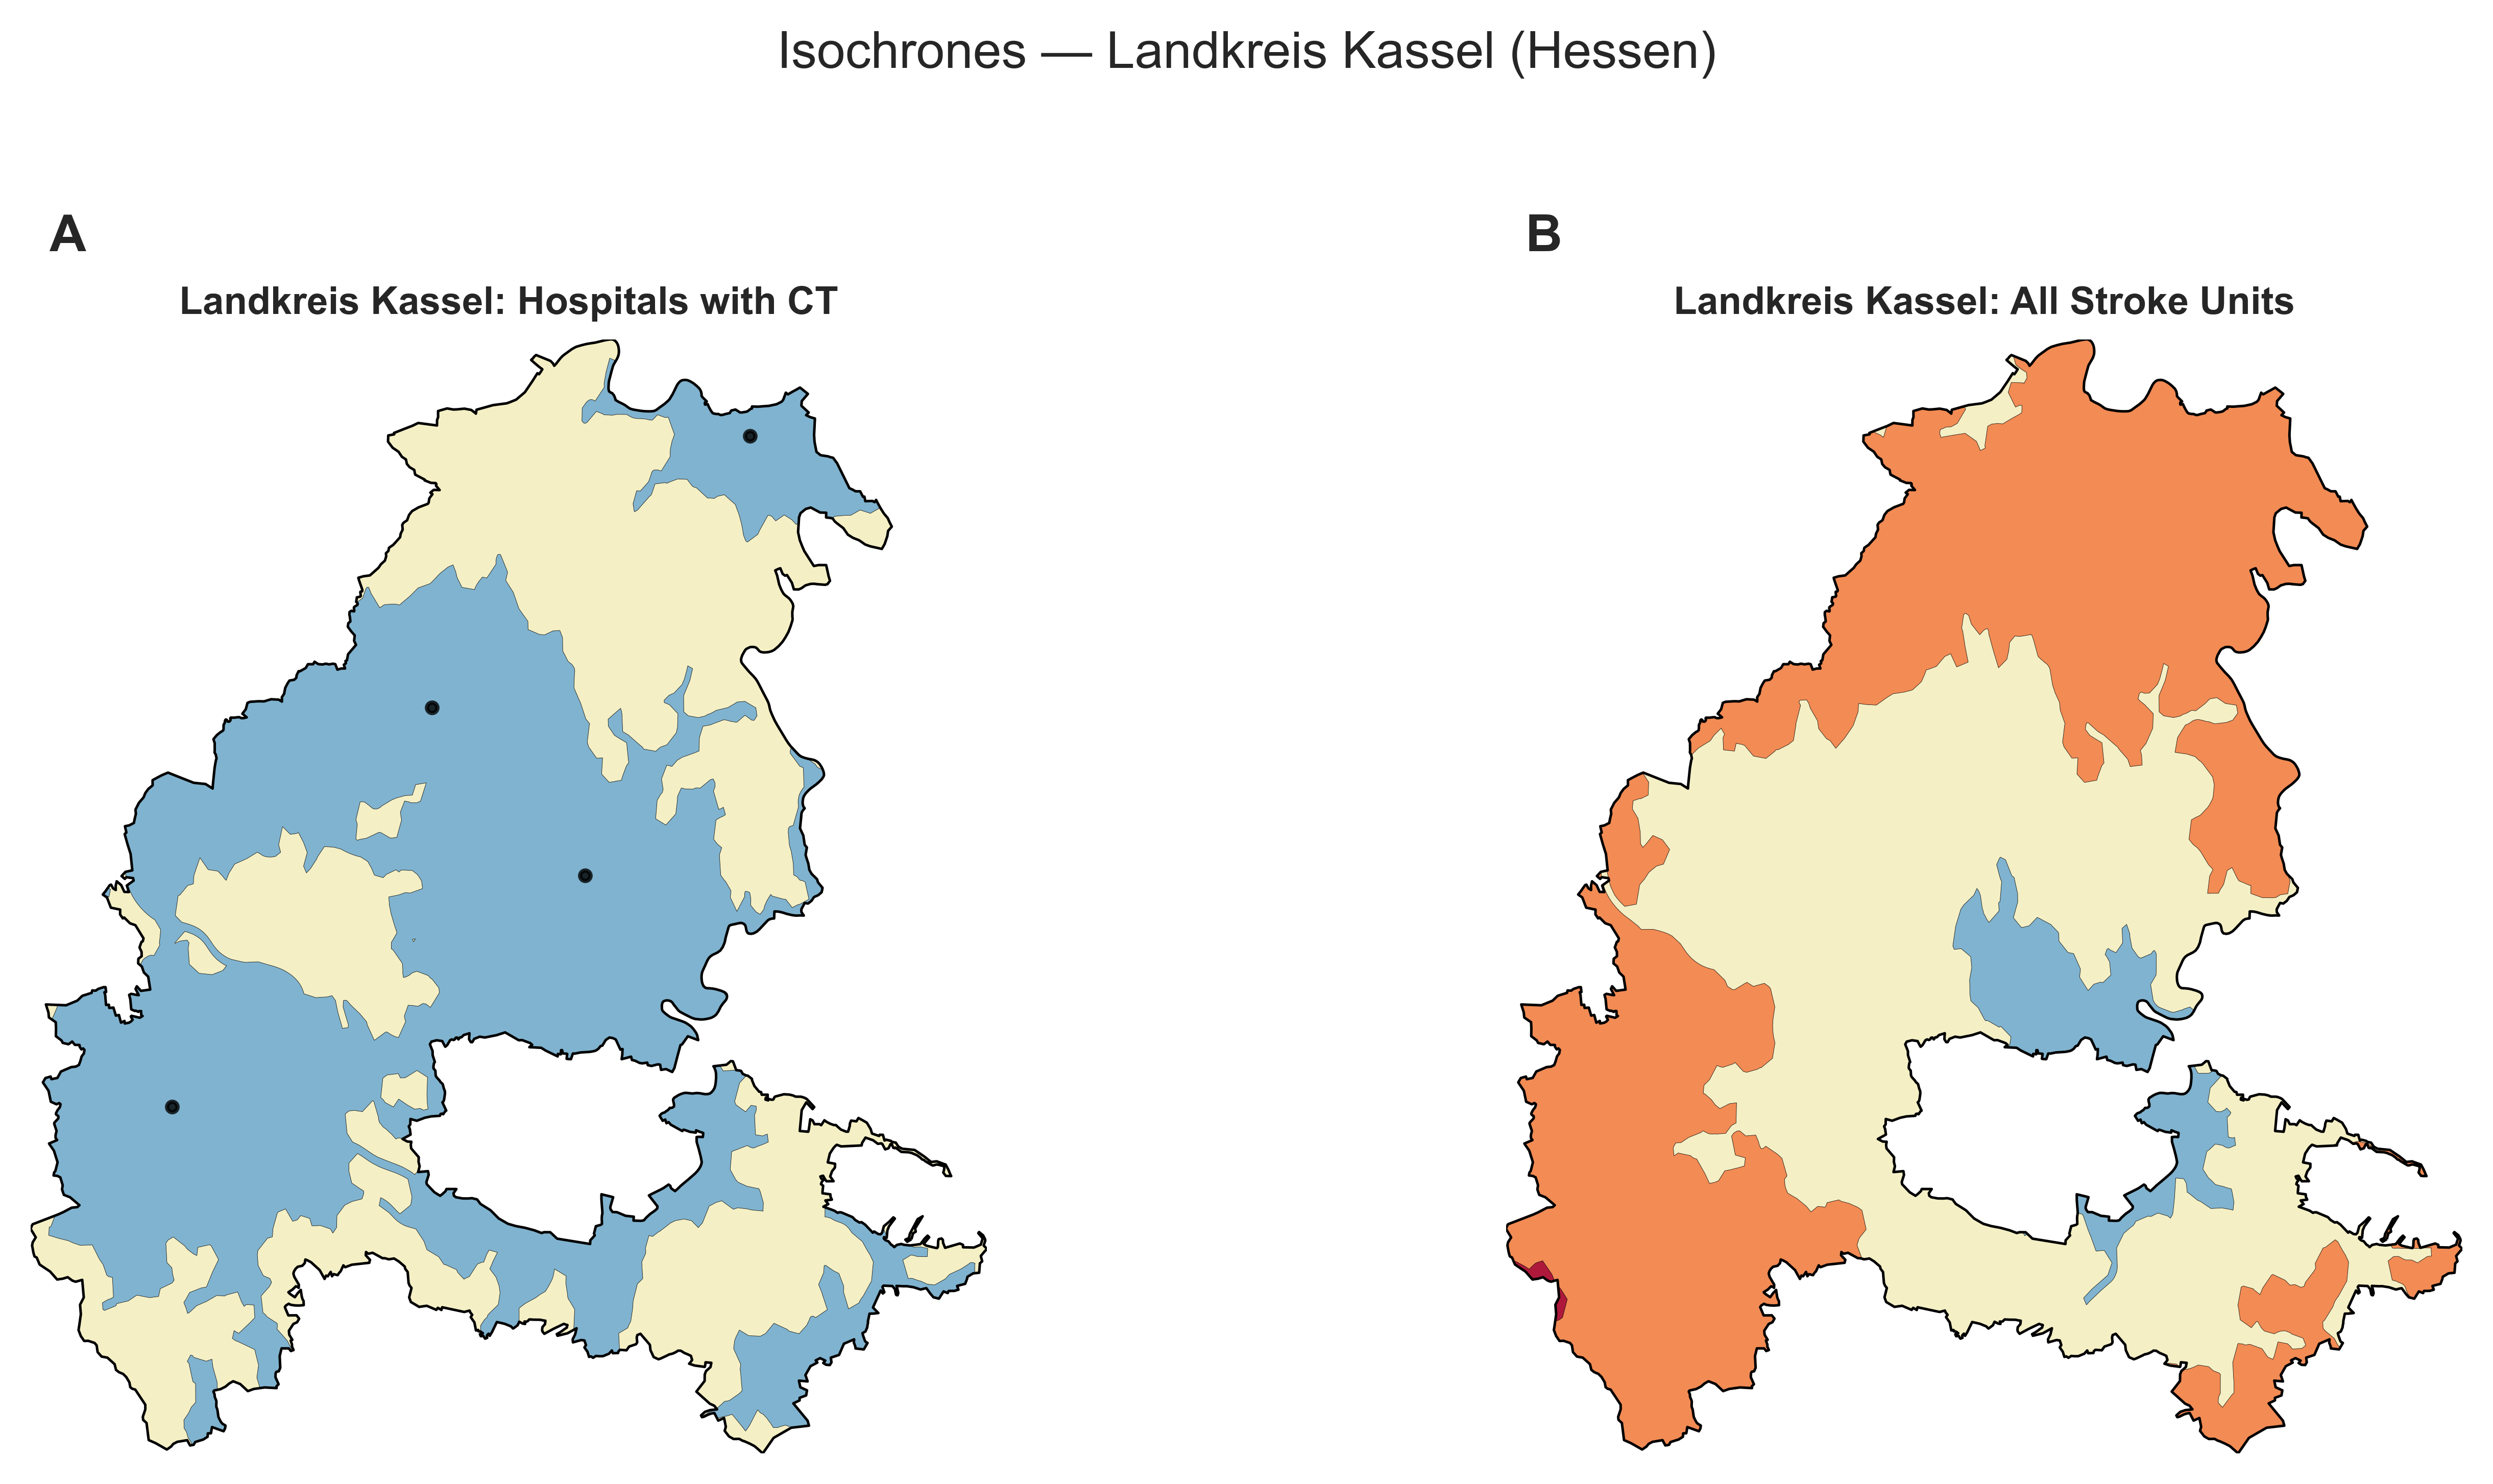 Isochrones — Landkreis Kassel (Hessen)
A
B
Landkreis Kassel: Hospitals with CT
Landkreis Kassel: All Stroke Units